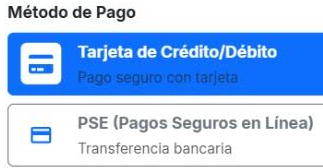 Método de Pago
Tarjeta de Crédito/Débito
Pago seguro con tarjeta
PSE (Pagos Seguros en Línea)
Transferencia bancaria